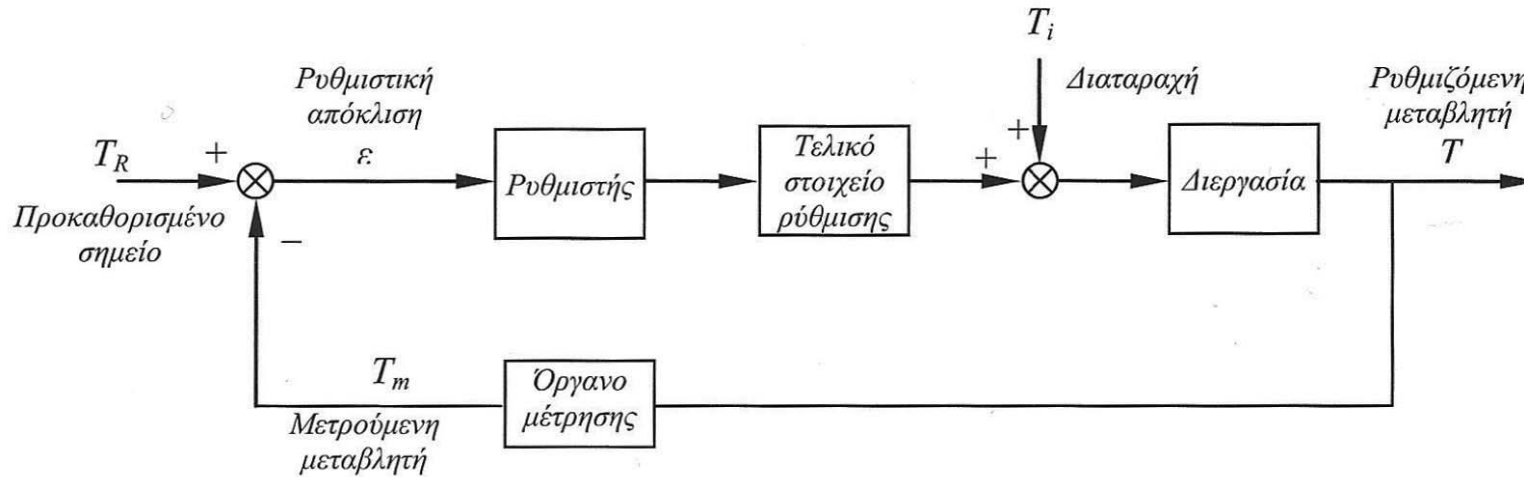 T_i
Ρυθμιστική
απόκλιση
Διαταραχή
Ρυθμιζόμενη
μεταβλητή
T_R
+
ε
Ρυθμιστής
Τελικό
στοιχείο
ρύθμισης
+
+
Διεργασία
T
Προκαθορισμένο
σημείο
−
T_m
Όργανο
μέτρησης
Μετρούμενη
μεταβλητή